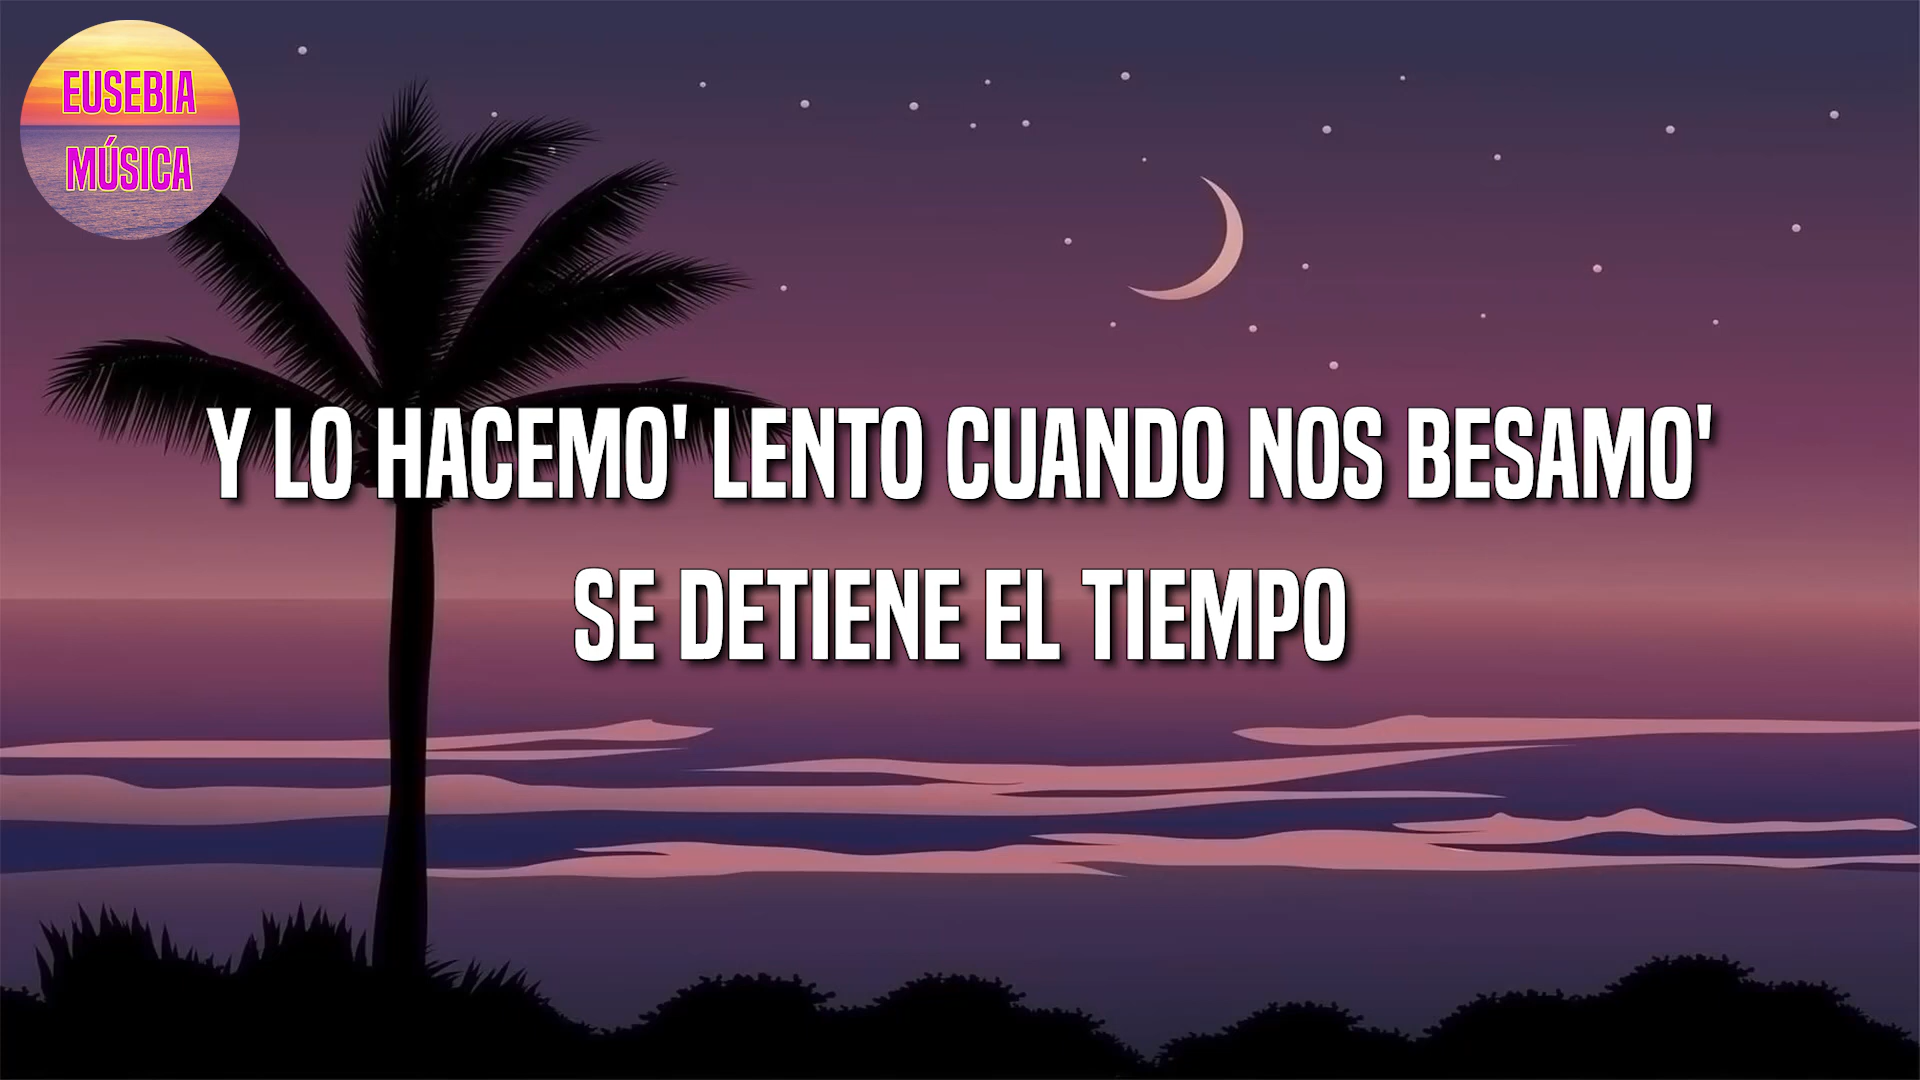 EUSEBIA
MÚSICA
Y LO HACEMO' LENTO CUANDO NOS BESAMO'
SE DETIENE EL TIEMPO